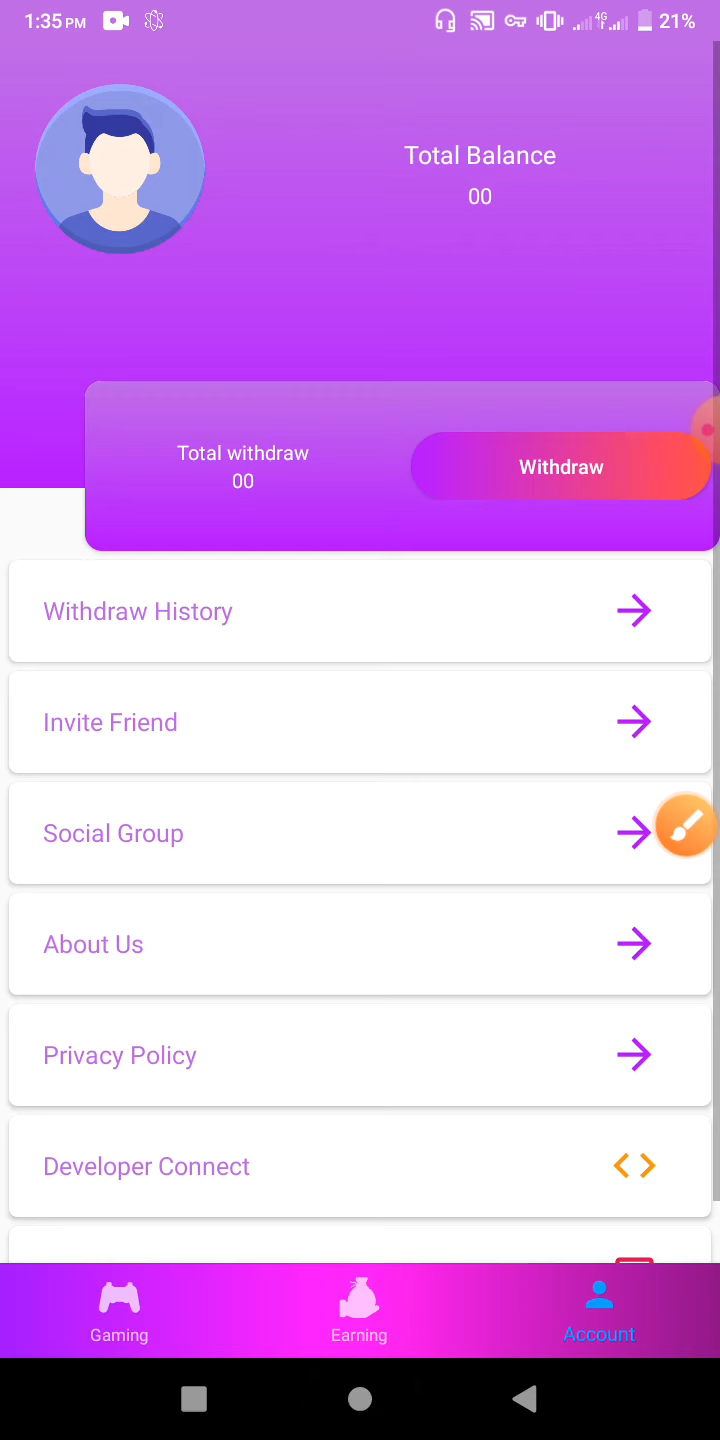 1:35 PM 4G 21%
Total Balance
00
Total withdraw
00
Withdraw
Withdraw History
Invite Friend
Social Group
About Us
Privacy Policy
Developer Connect
Gaming
Earning
Account